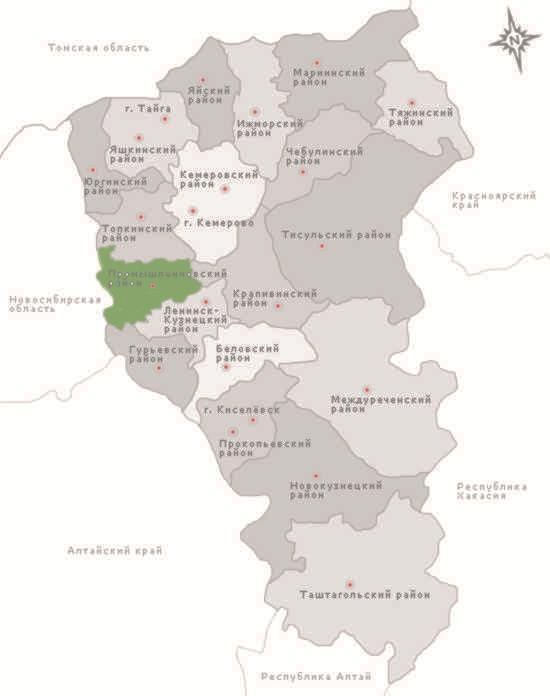 N
Томская область
Мариинский
район
Яйский
район
г. Тайга
Тяжинский
район
Ижморский
район
Яшкинский
район
Чебулинский
район
Кемеровский
район
Юргинский
район
Красноярский
край
г. Кемерово
Топкинский
район
Тисульский район
Промышленновский
район
Крапивинский
район
Новосибирская
область
Ленинск-
Кузнецкий
район
Гурьевский
район
Беловский
район
Междуреченский
район
г. Киселёвск
Прокопьевский
район
Новокузнецкий
район
Республика
Хакасия
Алтайский край
Таштагольский район
Республика Алтай